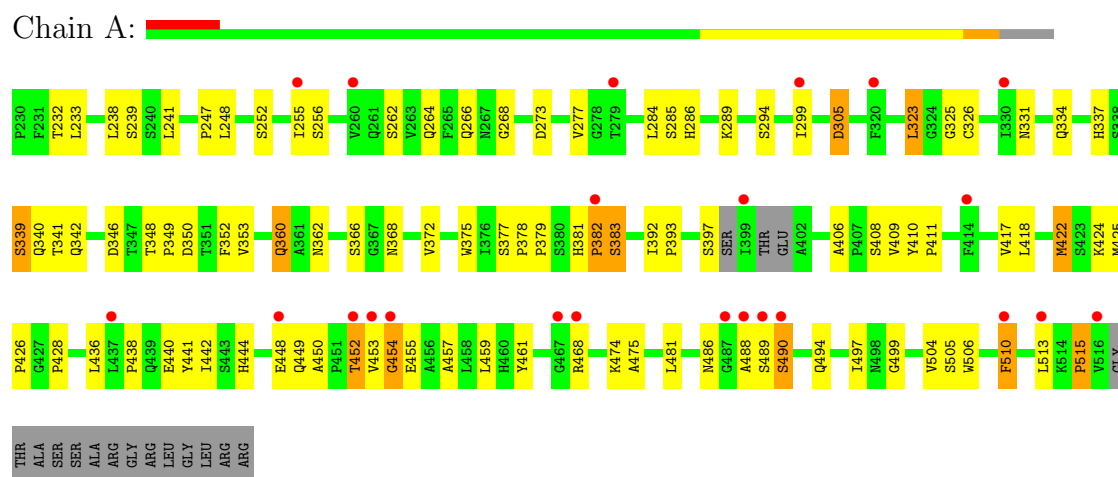 Chain A:
P230 F231 T232 L233 L238 S239 S240 L241 P247 L248 S252 I255 S256 V260 Q261 S262 V263 Q264 F265 Q266 N267 G268 D273 V277 G278 T279 L284 S285 H286 K289 S294 I299 D305 F320 L323 G324 G325 C326 I330 N331 Q334 H337 S338
S339 Q340 T341 Q342 D346 T347 T348 P349 D350 T351 F352 V353 Q360 A361 N362 S366 G367 N368 V372 W375 I376 S377 P378 P379 S380 H381 P382 S383 I392 P393 S397 SER I399 THR GLU A402 A406 P407 S408 V409 Y410 P411 F414 V417 L418 M422 S423 K424 M425
P426 G427 P428 L436 L437 P438 Q439 E440 Y441 I442 S443 H444 E448 Q449 A450 P451 T452 V453 G454 E455 A456 A457 L458 L459 H460 Y461 G467 R468 K474 A475 L481 N486 G487 A488 S489 S490 Q494 I497 N498 G499 V504 S505 W506 F510 L513 K514 P515 V516 GLY
THR ALA SER SER ALA ARG GLY ARG LEU GLY LEU ARG ARG